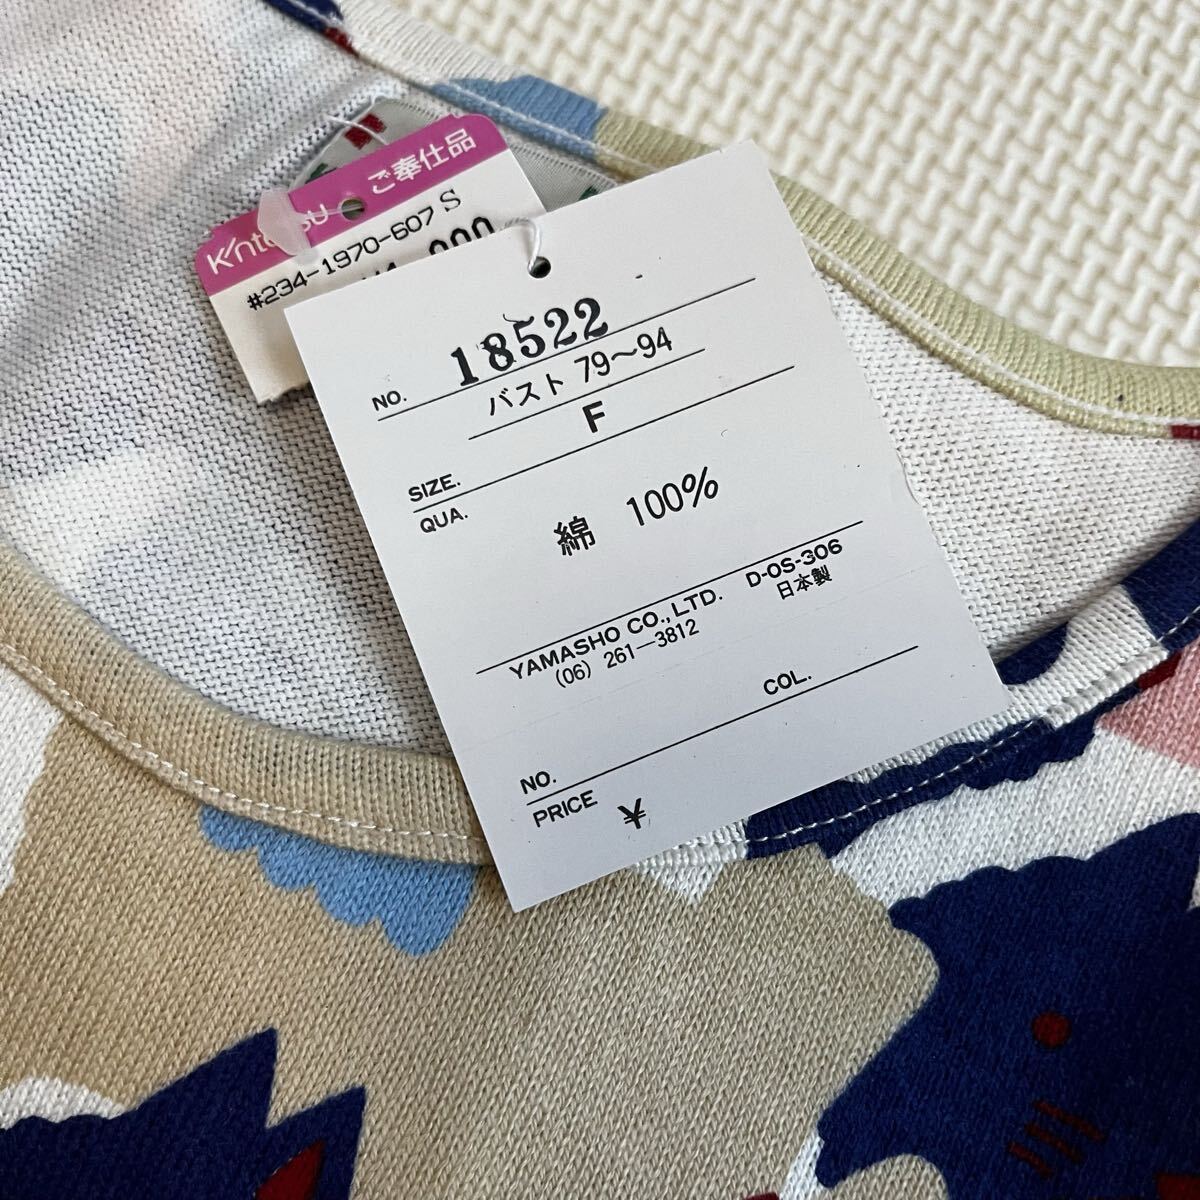 ご奉仕品
#234-1970-607 S
NO. 18522
バスト 79〜94
SIZE. F
QUA.
綿 100%
YAMASHO CO., LTD. D-OS-306
(06) 261-3812 日本製
NO. COL.
PRICE ¥